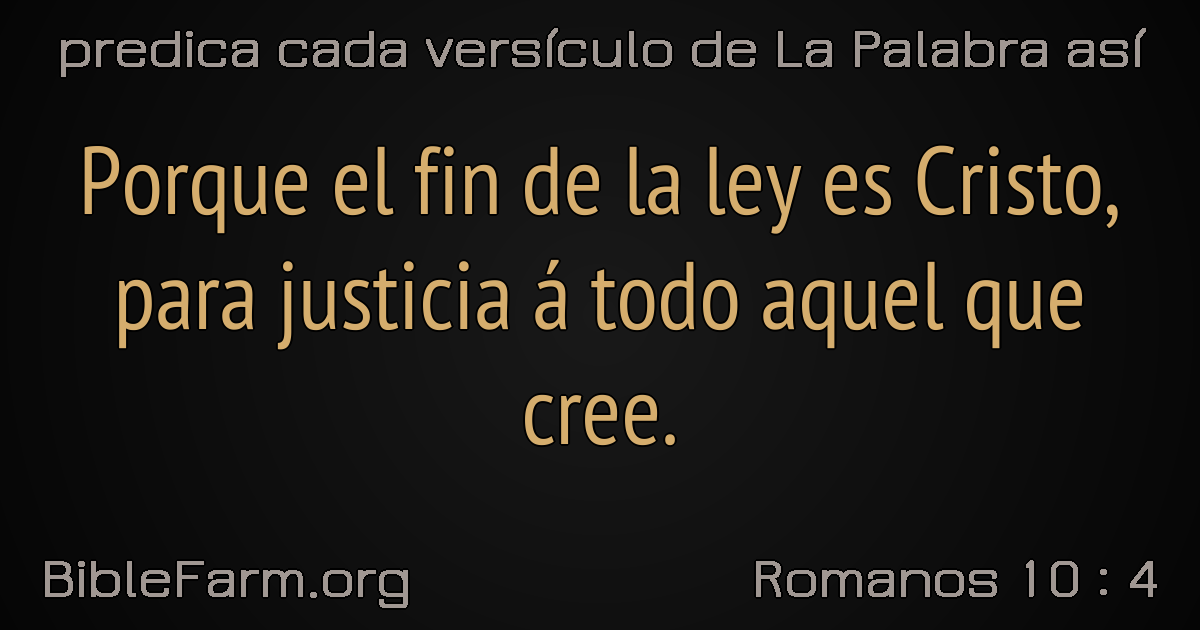 predica cada versículo de La Palabra así
Porque el fin de la ley es Cristo,
para justicia á todo aquel que
cree.
BibleFarm.org
Romanos 10 : 4